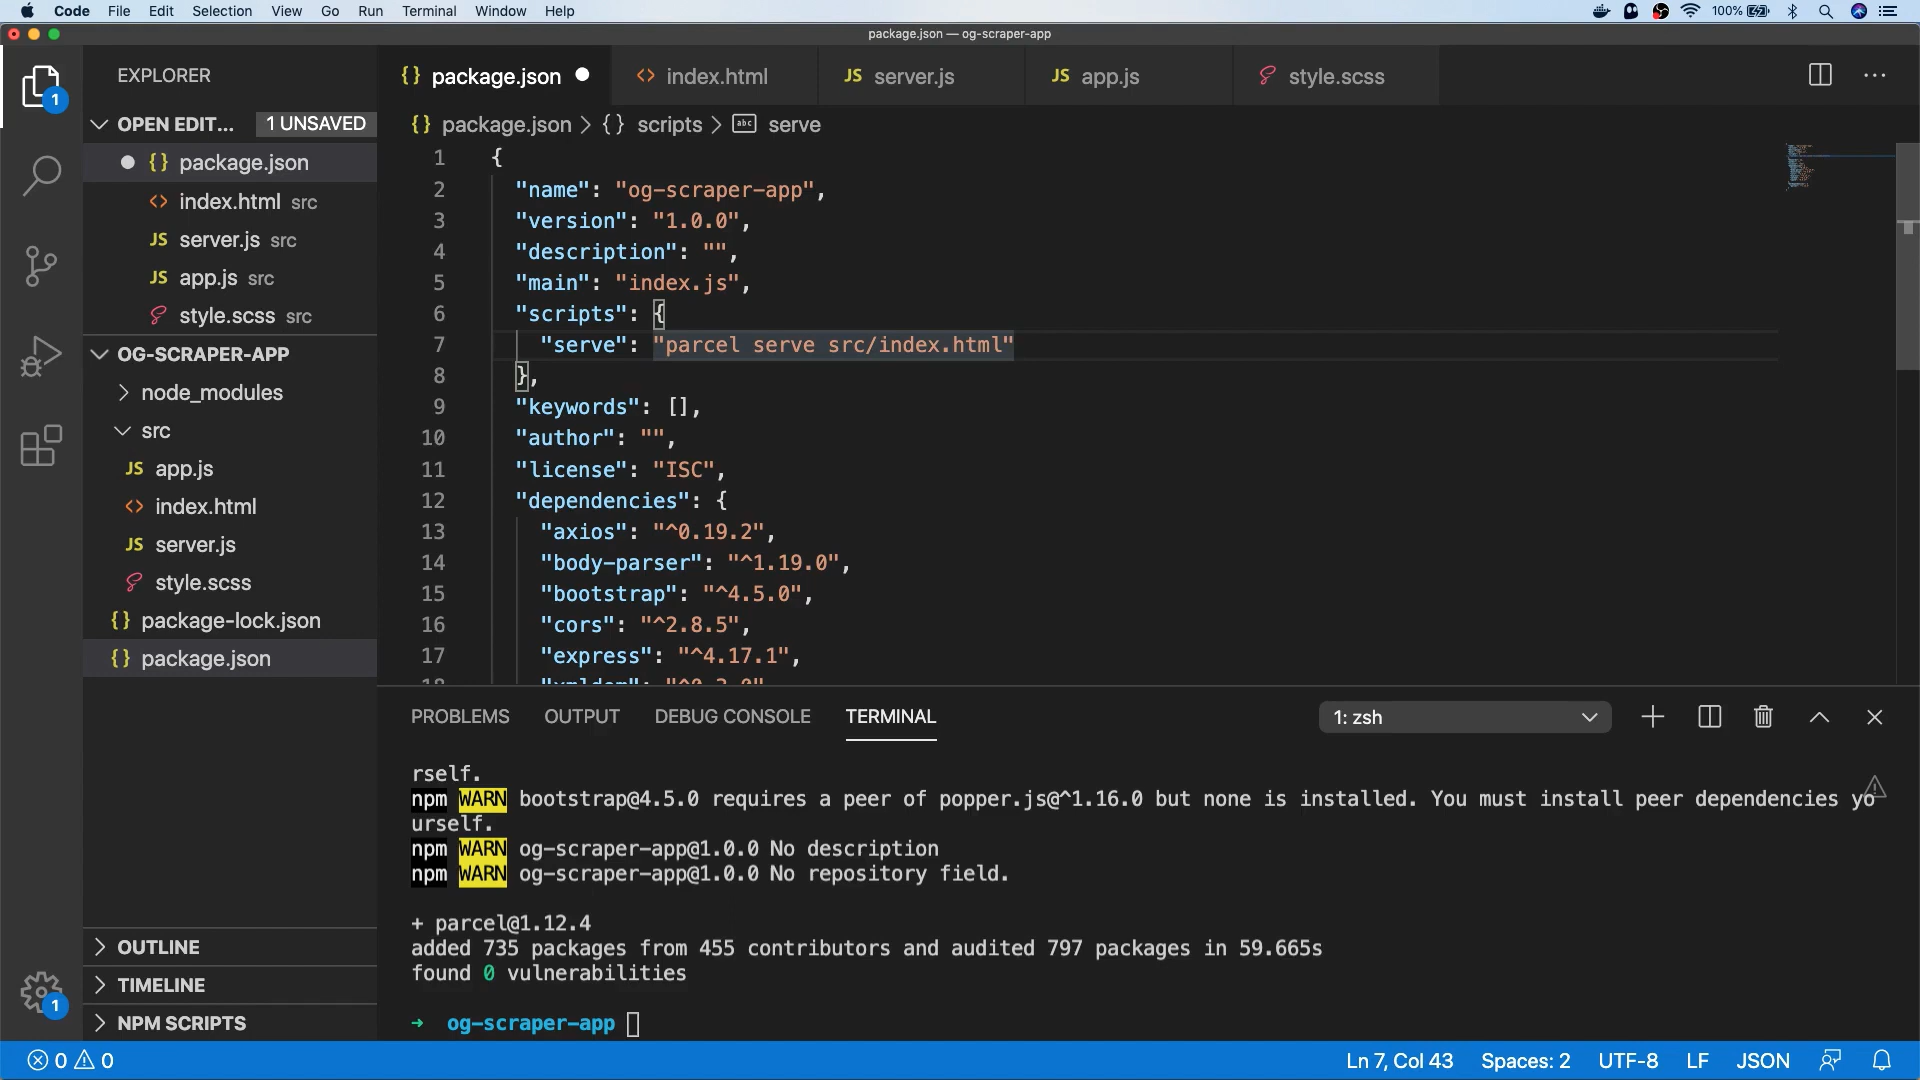 Code File Edit Selection View Go Run Terminal Window Help 100%
package.json — og-scraper-app
EXPLORER
1
OPEN EDIT... 1 UNSAVED
{} package.json
<> index.html src
JS server.js src
JS app.js src
style.scss src
OG-SCRAPER-APP
node_modules
src
JS app.js
<> index.html
JS server.js
style.scss
{} package-lock.json
{} package.json
OUTLINE
TIMELINE
NPM SCRIPTS
1
{} package.json <> index.html JS server.js JS app.js style.scss
{} package.json > {} scripts > abc serve
1 {
2 "name": "og-scraper-app",
3 "version": "1.0.0",
4 "description": "",
5 "main": "index.js",
6 "scripts": {
7 "serve": "parcel serve src/index.html"
8 },
9 "keywords": [],
10 "author": "",
11 "license": "ISC",
12 "dependencies": {
13 "axios": "^0.19.2",
14 "body-parser": "^1.19.0",
15 "bootstrap": "^4.5.0",
16 "cors": "^2.8.5",
17 "express": "^4.17.1",
PROBLEMS OUTPUT DEBUG CONSOLE TERMINAL 1: zsh
rself.
npm WARN bootstrap@4.5.0 requires a peer of popper.js@^1.16.0 but none is installed. You must install peer dependencies yo
urself.
npm WARN og-scraper-app@1.0.0 No description
npm WARN og-scraper-app@1.0.0 No repository field.
+ parcel@1.12.4
added 735 packages from 455 contributors and audited 797 packages in 59.665s
found 0 vulnerabilities
→ og-scraper-app
0 0 Ln 7, Col 43 Spaces: 2 UTF-8 LF JSON